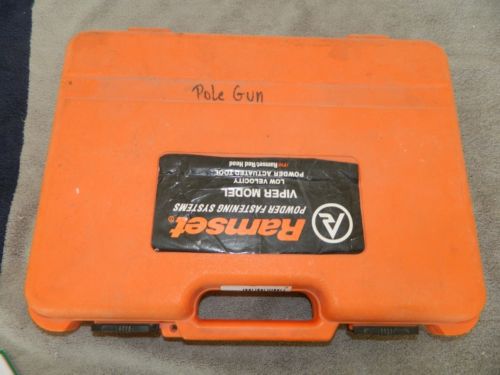 Pole Gun
Ramset®
POWDER FASTENING SYSTEMS
VIPER MODEL
LOW VELOCITY
POWDER ACTUATED TOOL
ITW Ramset/Red Head